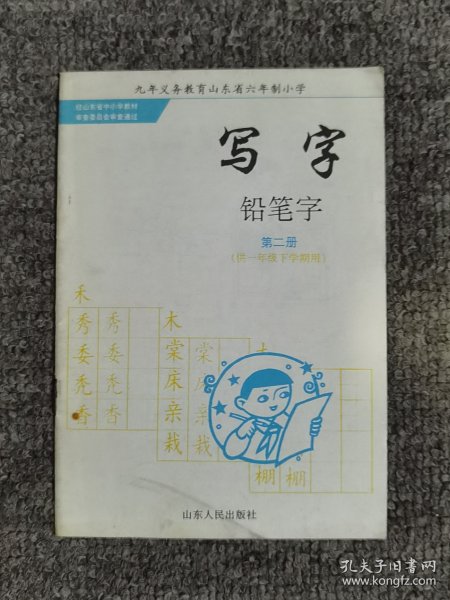 九年义务教育山东省六年制小学
经山东省中小学教材
审查委员会审查通过
写字
铅笔字
第二册
（供一年级下学期用）
禾
秀秀
委委
秃秃
香香
木
棠棠
床床
亲亲
栽栽
棚棚
山东人民出版社
孔夫子旧书网
www.kongfz.com